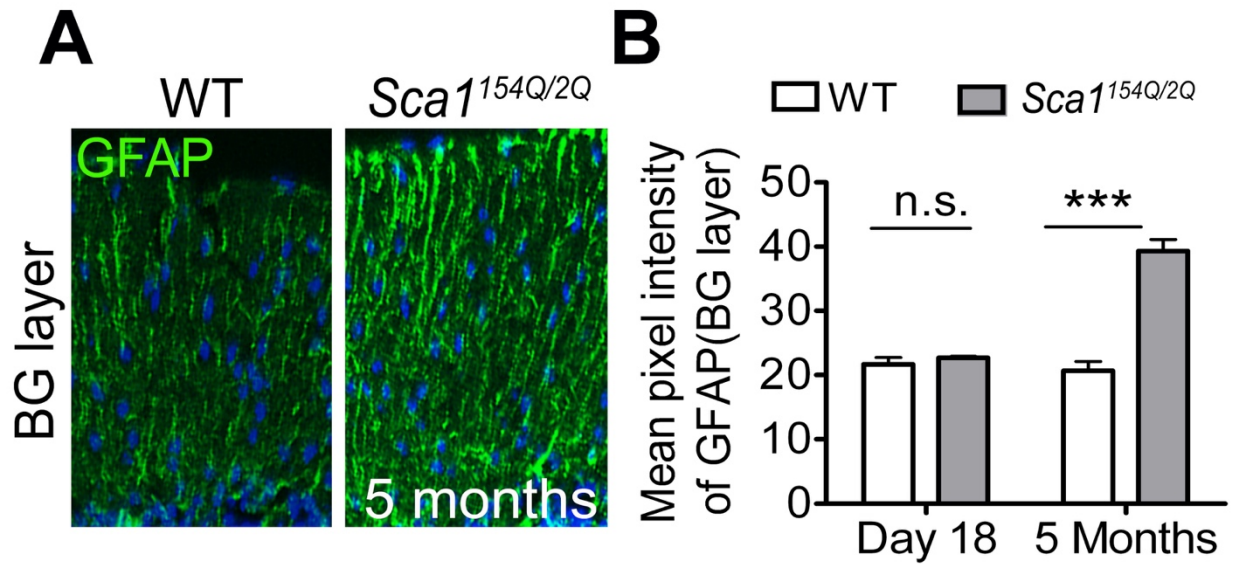 A
WT
Sca1154Q/2Q
GFAP
BG layer
5 months
B
WT
Sca1154Q/2Q
Mean pixel intensity
of GFAP(BG layer)
50
40
30
20
10
0
n.s.
***
Day 18
5 Months